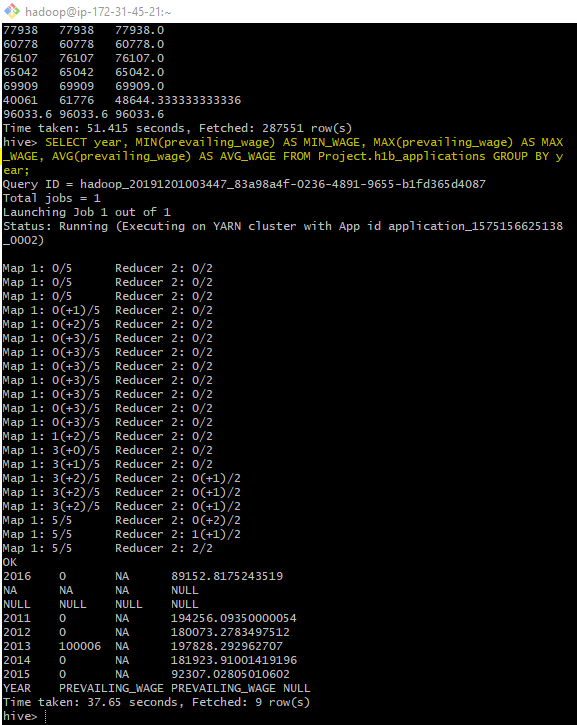 hadoop@ip-172-31-45-21:~
77938   77938   77938.0
60778   60778   60778.0
76107   76107   76107.0
65042   65042   65042.0
69909   69909   69909.0
40061   61776   48644.333333333336
96033.6 96033.6 96033.6
Time taken: 51.415 seconds, Fetched: 287551 row(s)
hive> SELECT year, MIN(prevailing_wage) AS MIN_WAGE, MAX(prevailing_wage) AS MAX
_WAGE, AVG(prevailing_wage) AS AVG_WAGE FROM Project.h1b_applications GROUP BY y
ear;
Query ID = hadoop_20191201003447_83a98a4f-0236-4891-9655-b1fd365d4087
Total jobs = 1
Launching Job 1 out of 1
Status: Running (Executing on YARN cluster with App id application_1575156625138
_0002)
Map 1: 0/5      Reducer 2: 0/2
Map 1: 0/5      Reducer 2: 0/2
Map 1: 0/5      Reducer 2: 0/2
Map 1: 0(+1)/5  Reducer 2: 0/2
Map 1: 0(+2)/5  Reducer 2: 0/2
Map 1: 0(+3)/5  Reducer 2: 0/2
Map 1: 0(+3)/5  Reducer 2: 0/2
Map 1: 0(+3)/5  Reducer 2: 0/2
Map 1: 0(+3)/5  Reducer 2: 0/2
Map 1: 0(+3)/5  Reducer 2: 0/2
Map 1: 0(+3)/5  Reducer 2: 0/2
Map 1: 0(+3)/5  Reducer 2: 0/2
Map 1: 1(+2)/5  Reducer 2: 0/2
Map 1: 3(+0)/5  Reducer 2: 0/2
Map 1: 3(+1)/5  Reducer 2: 0/2
Map 1: 3(+2)/5  Reducer 2: 0(+1)/2
Map 1: 3(+2)/5  Reducer 2: 0(+1)/2
Map 1: 3(+2)/5  Reducer 2: 0(+1)/2
Map 1: 5/5      Reducer 2: 0(+2)/2
Map 1: 5/5      Reducer 2: 1(+1)/2
Map 1: 5/5      Reducer 2: 2/2
OK
2016    0       NA      89152.8175243519
NA      NA      NA      NULL
NULL    NULL    NULL    NULL
2011    0       NA      194256.09350000054
2012    0       NA      180073.2783497512
2013    100006  NA      197828.292962707
2014    0       NA      181923.91001419196
2015    0       NA      92307.02805010602
YEAR    PREVAILING_WAGE PREVAILING_WAGE NULL
Time taken: 37.65 seconds, Fetched: 9 row(s)
hive>